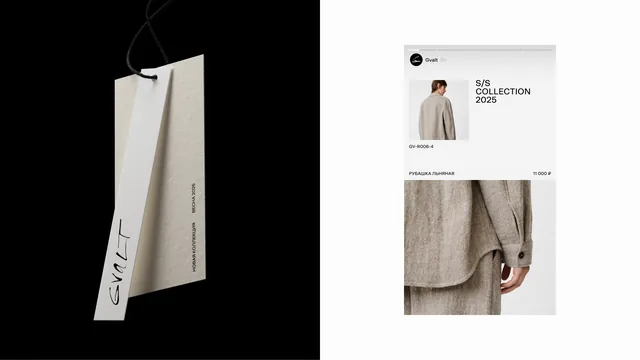 Gvalt
НОВАЯ КОЛЛЕКЦИЯ ВЕСНА 2025
Gvalt
S/S
COLLECTION
2025
GV-R006-4
РУБАШКА ЛЬНЯНАЯ 11 000 ₽